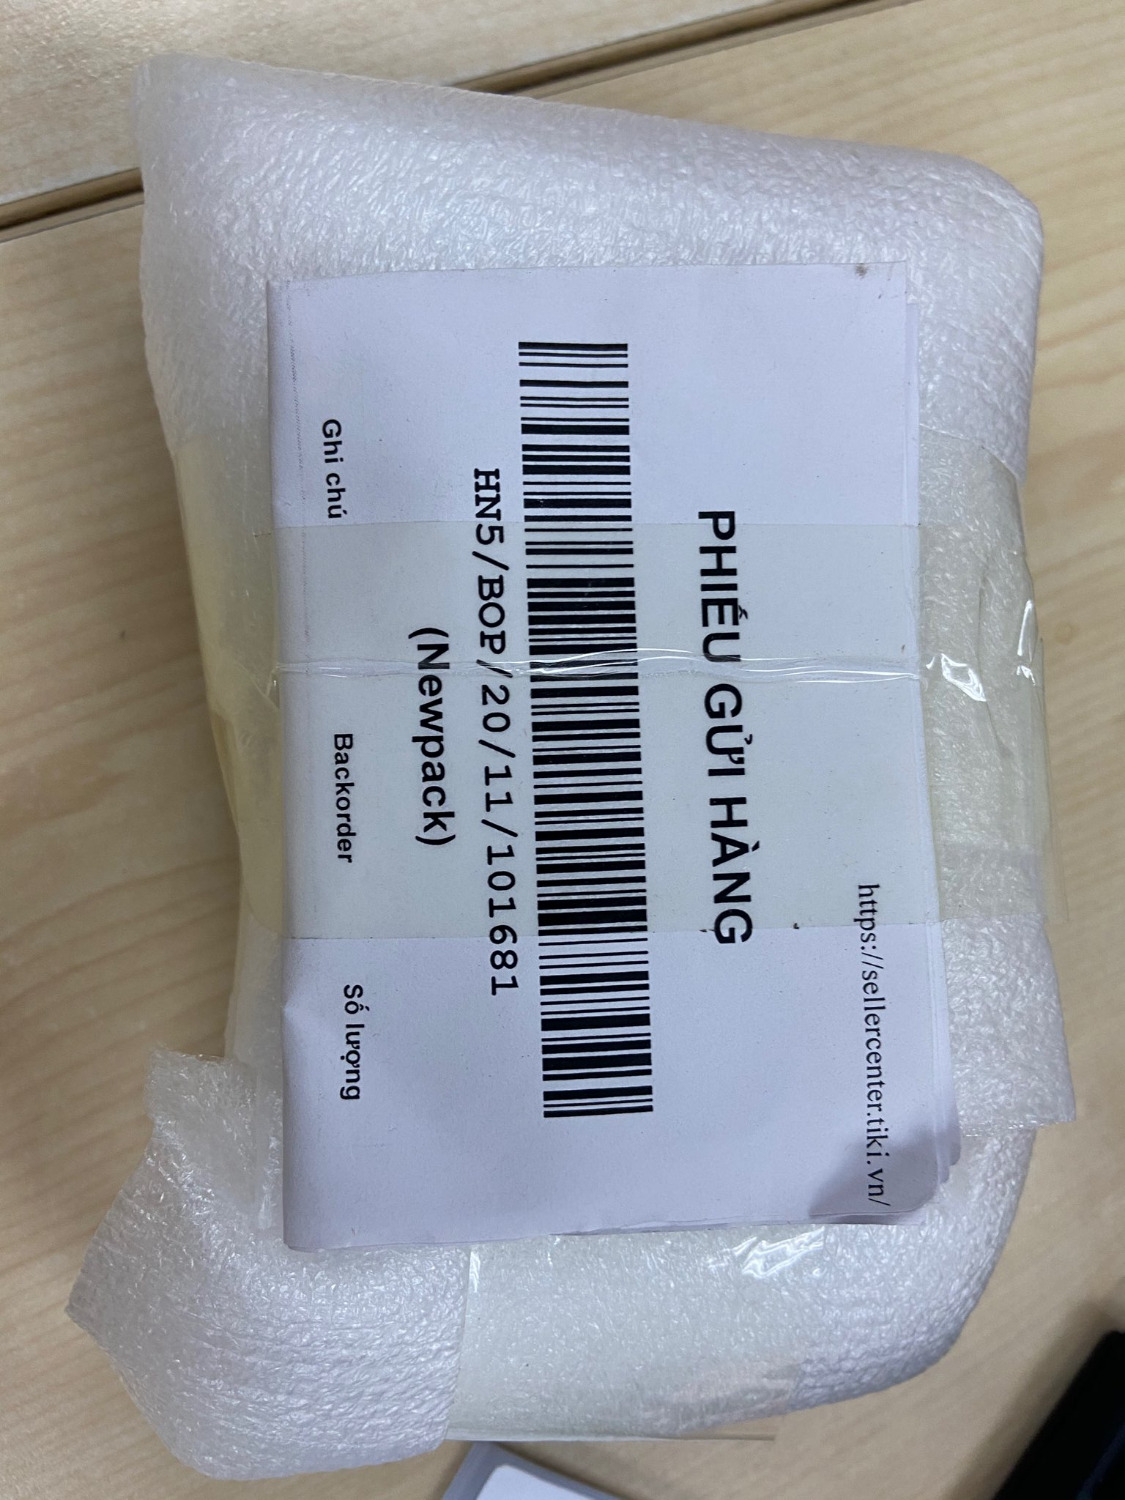 https://sellercenter.tiki.vn/
PHIẾU GỬI HÀNG
HN5/BOP/20/11/101681
(Newpack)
Ghi chú Backorder Số lượng